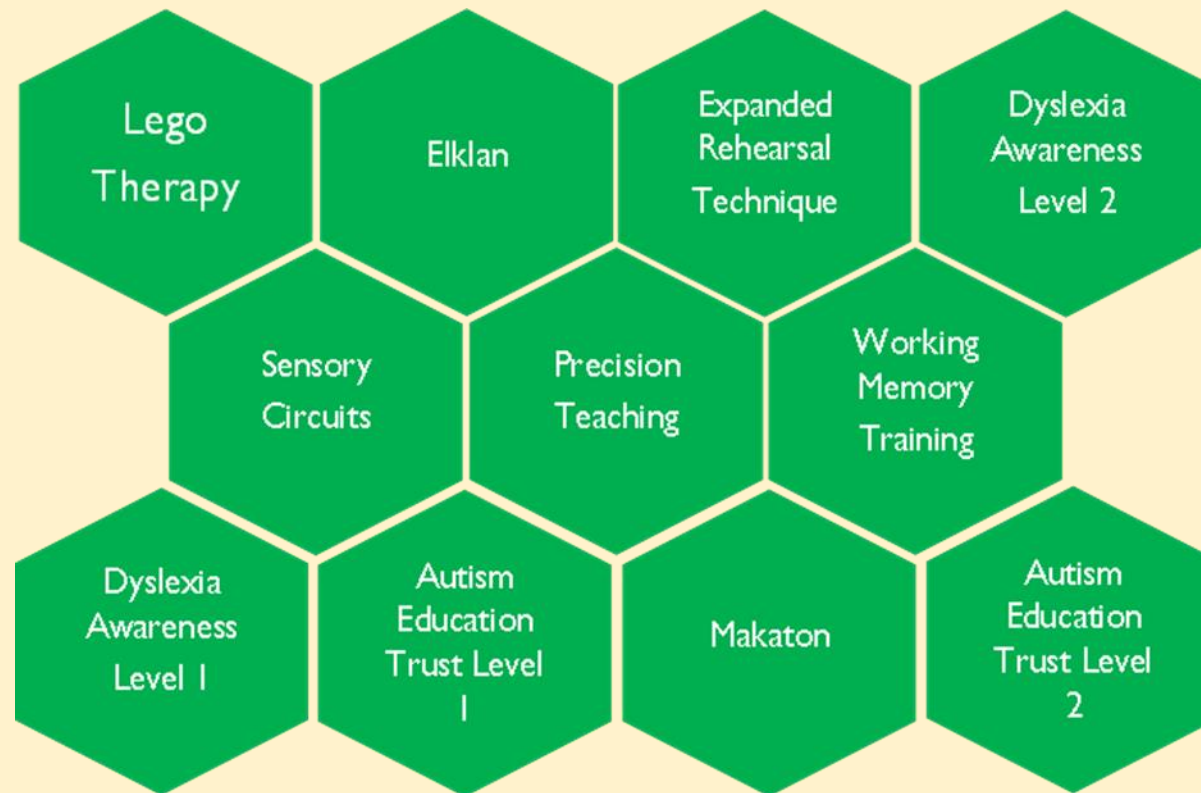 Lego
Therapy
Elklan
Expanded
Rehearsal
Technique
Dyslexia
Awareness
Level 2
Sensory
Circuits
Precision
Teaching
Working
Memory
Training
Dyslexia
Awareness
Level 1
Autism
Education
Trust Level
1
Makaton
Autism
Education
Trust Level
2